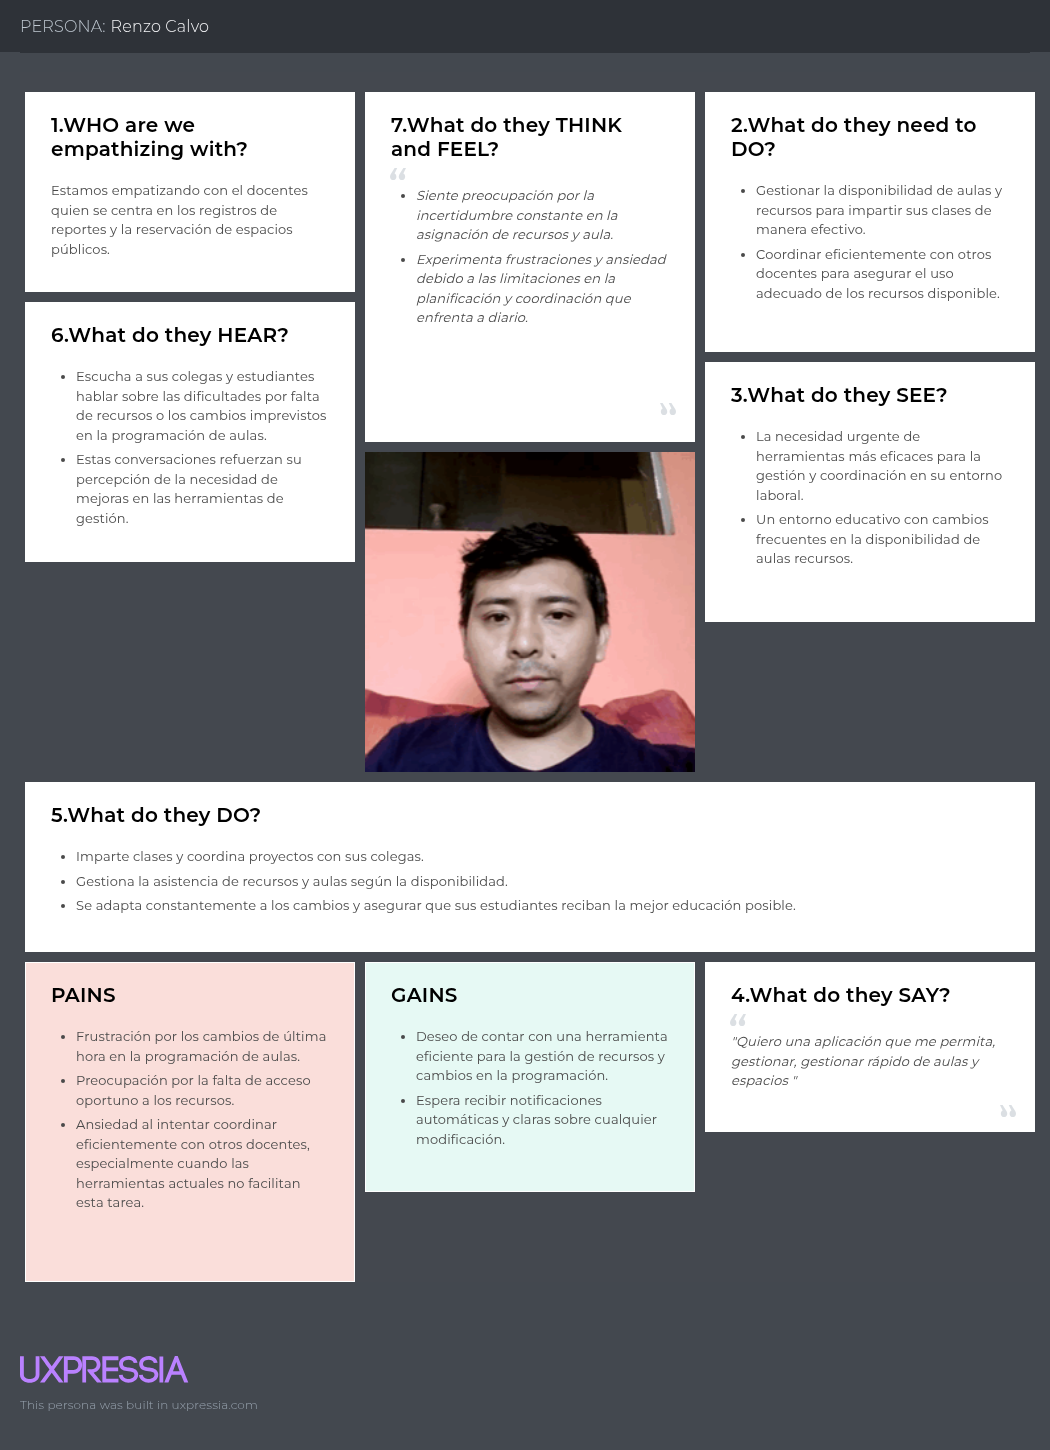 PERSONA: Renzo Calvo
1.WHO are we
empathizing with?
Estamos empatizando con el docentes
quien se centra en los registros de
reportes y la reservación de espacios
públicos.
6.What do they HEAR?
• Escucha a sus colegas y estudiantes
hablar sobre las dificultades por falta
de recursos o los cambios imprevistos
en la programación de aulas.
• Estas conversaciones refuerzan su
percepción de la necesidad de
mejoras en las herramientas de
gestión.
7.What do they THINK
and FEEL?
“
• Siente preocupación por la
incertidumbre constante en la
asignación de recursos y aula.
• Experimenta frustraciones y ansiedad
debido a las limitaciones en la
planificación y coordinación que
enfrenta a diario.
”
2.What do they need to
DO?
• Gestionar la disponibilidad de aulas y
recursos para impartir sus clases de
manera efectivo.
• Coordinar eficientemente con otros
docentes para asegurar el uso
adecuado de los recursos disponible.
3.What do they SEE?
• La necesidad urgente de
herramientas más eficaces para la
gestión y coordinación en su entorno
laboral.
• Un entorno educativo con cambios
frecuentes en la disponibilidad de
aulas recursos.
5.What do they DO?
• Imparte clases y coordina proyectos con sus colegas.
• Gestiona la asistencia de recursos y aulas según la disponibilidad.
• Se adapta constantemente a los cambios y asegurar que sus estudiantes reciban la mejor educación posible.
PAINS
• Frustración por los cambios de última
hora en la programación de aulas.
• Preocupación por la falta de acceso
oportuno a los recursos.
• Ansiedad al intentar coordinar
eficientemente con otros docentes,
especialmente cuando las
herramientas actuales no facilitan
esta tarea.
GAINS
• Deseo de contar con una herramienta
eficiente para la gestión de recursos y
cambios en la programación.
• Espera recibir notificaciones
automáticas y claras sobre cualquier
modificación.
4.What do they SAY?
“
"Quiero una aplicación que me permita,
gestionar, gestionar rápido de aulas y
espacios "
”
UXPRESSIA
This persona was built in uxpressia.com